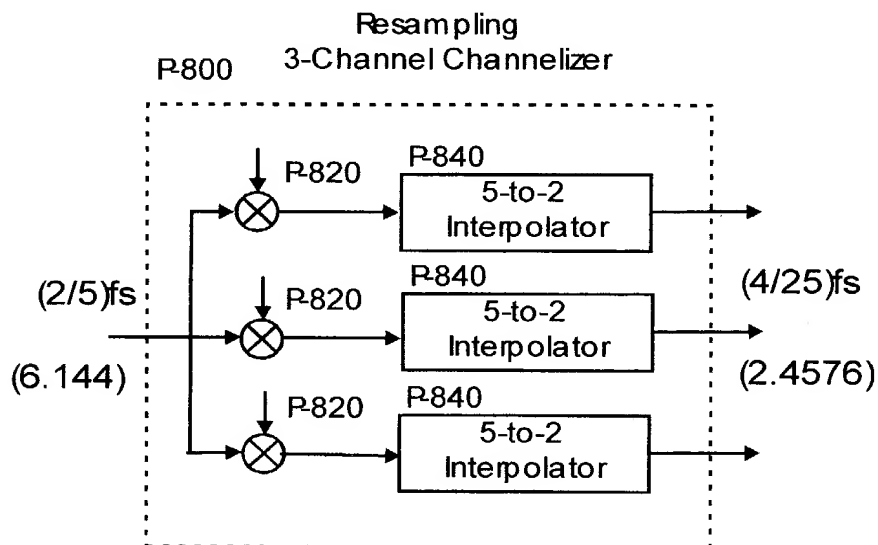 Resampling
3-Channel Channelizer
P-800
P-820
P-840
5-to-2
Interpolator
(2/5)fs
(6.144)
P-820
P-840
5-to-2
Interpolator
(4/25)fs
(2.4576)
P-820
P-840
5-to-2
Interpolator